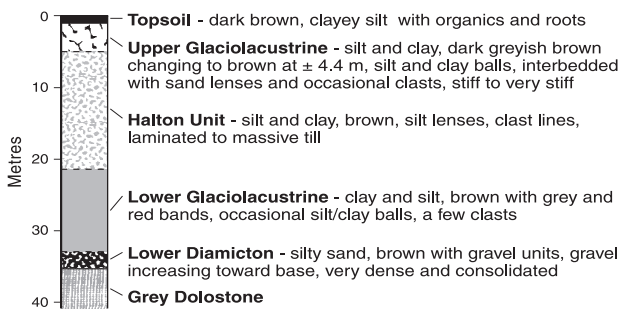 0
Topsoil - dark brown, clayey silt with organics and roots
Upper Glaciolacustrine - silt and clay, dark greyish brown
changing to brown at ± 4.4 m, silt and clay balls, interbedded
with sand lenses and occasional clasts, stiff to very stiff
10
Halton Unit - silt and clay, brown, silt lenses, clast lines,
laminated to massive till
Metres
20
Lower Glaciolacustrine - clay and silt, brown with grey and
red bands, occasional silt/clay balls, a few clasts
30
Lower Diamicton - silty sand, brown with gravel units, gravel
increasing toward base, very dense and consolidated
40
Grey Dolostone